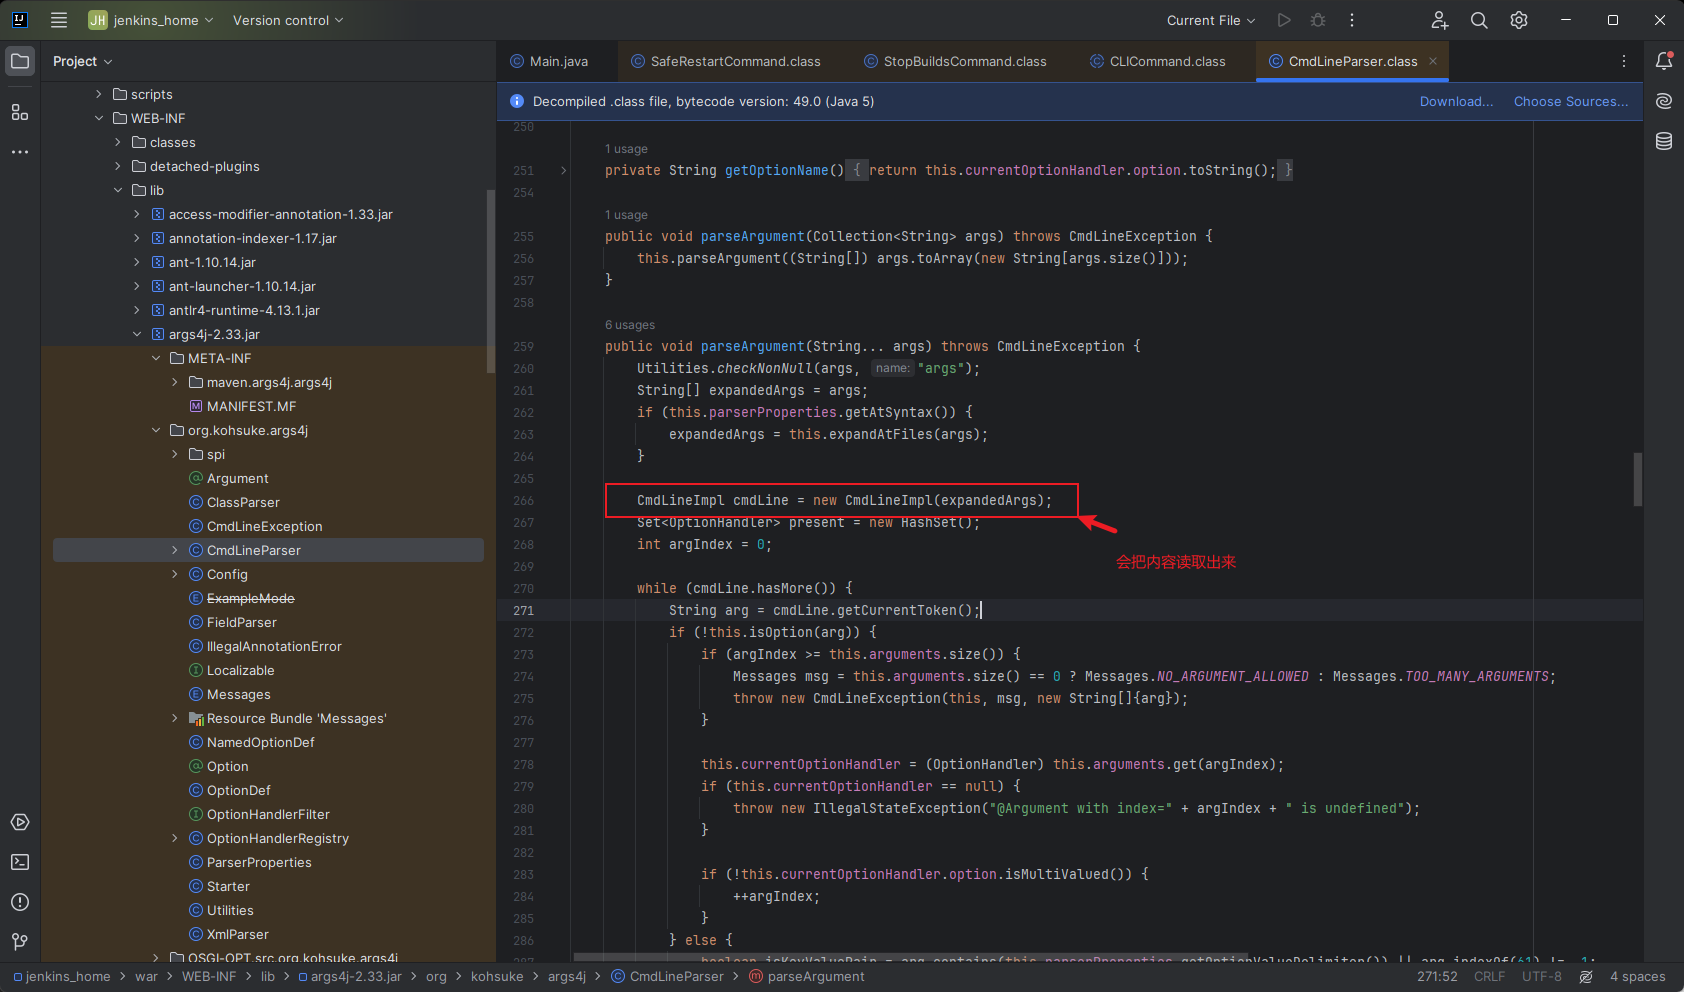 JH jenkins_home Version control Current File
Project
scripts
WEB-INF
classes
detached-plugins
lib
access-modifier-annotation-1.33.jar
annotation-indexer-1.17.jar
ant-1.10.14.jar
ant-launcher-1.10.14.jar
antlr4-runtime-4.13.1.jar
args4j-2.33.jar
META-INF
maven.args4j.args4j
MANIFEST.MF
org.kohsuke.args4j
spi
Argument
ClassParser
CmdLineException
CmdLineParser
Config
ExampleMode
FieldParser
IllegalAnnotationError
Localizable
Messages
Resource Bundle 'Messages'
NamedOptionDef
Option
OptionDef
OptionHandlerFilter
OptionHandlerRegistry
ParserProperties
Starter
Utilities
XmlParser
OSGI-OPT.src.org.kohsuke.args4j
Main.java SafeRestartCommand.class StopBuildsCommand.class CLICommand.class CmdLineParser.class
Decompiled .class file, bytecode version: 49.0 (Java 5) Download... Choose Sources...
250
1 usage
251 private String getOptionName() { return this.currentOptionHandler.option.toString(); }
254
1 usage
255 public void parseArgument(Collection<String> args) throws CmdLineException {
256 this.parseArgument((String[]) args.toArray(new String[args.size()]));
257 }
258
6 usages
259 public void parseArgument(String... args) throws CmdLineException {
260 Utilities.checkNonNull(args, name: "args");
261 String[] expandedArgs = args;
262 if (this.parserProperties.getAtSyntax()) {
263 expandedArgs = this.expandAtFiles(args);
264 }
265
266 CmdLineImpl cmdLine = new CmdLineImpl(expandedArgs);
267 Set<OptionHandler> present = new HashSet();
268 int argIndex = 0;
会把内容读取出来
269
270 while (cmdLine.hasMore()) {
271 String arg = cmdLine.getCurrentToken();
272 if (!this.isOption(arg)) {
273 if (argIndex >= this.arguments.size()) {
274 Messages msg = this.arguments.size() == 0 ? Messages.NO_ARGUMENT_ALLOWED : Messages.TOO_MANY_ARGUMENTS;
275 throw new CmdLineException(this, msg, new String[]{arg});
276 }
277
278 this.currentOptionHandler = (OptionHandler) this.arguments.get(argIndex);
279 if (this.currentOptionHandler == null) {
280 throw new IllegalStateException("@Argument with index=" + argIndex + " is undefined");
281 }
282
283 if (!this.currentOptionHandler.option.isMultiValued()) {
284 ++argIndex;
285 }
286 } else {
287 boolean isKeyValuePair = arg.contains(this.parserProperties.getOptionValueDelimiter()) || arg.indexOf(61) != -1;
jenkins_home > war > WEB-INF > lib > args4j-2.33.jar > org > kohsuke > args4j > CmdLineParser > parseArgument 271:52 CRLF UTF-8 4 spaces